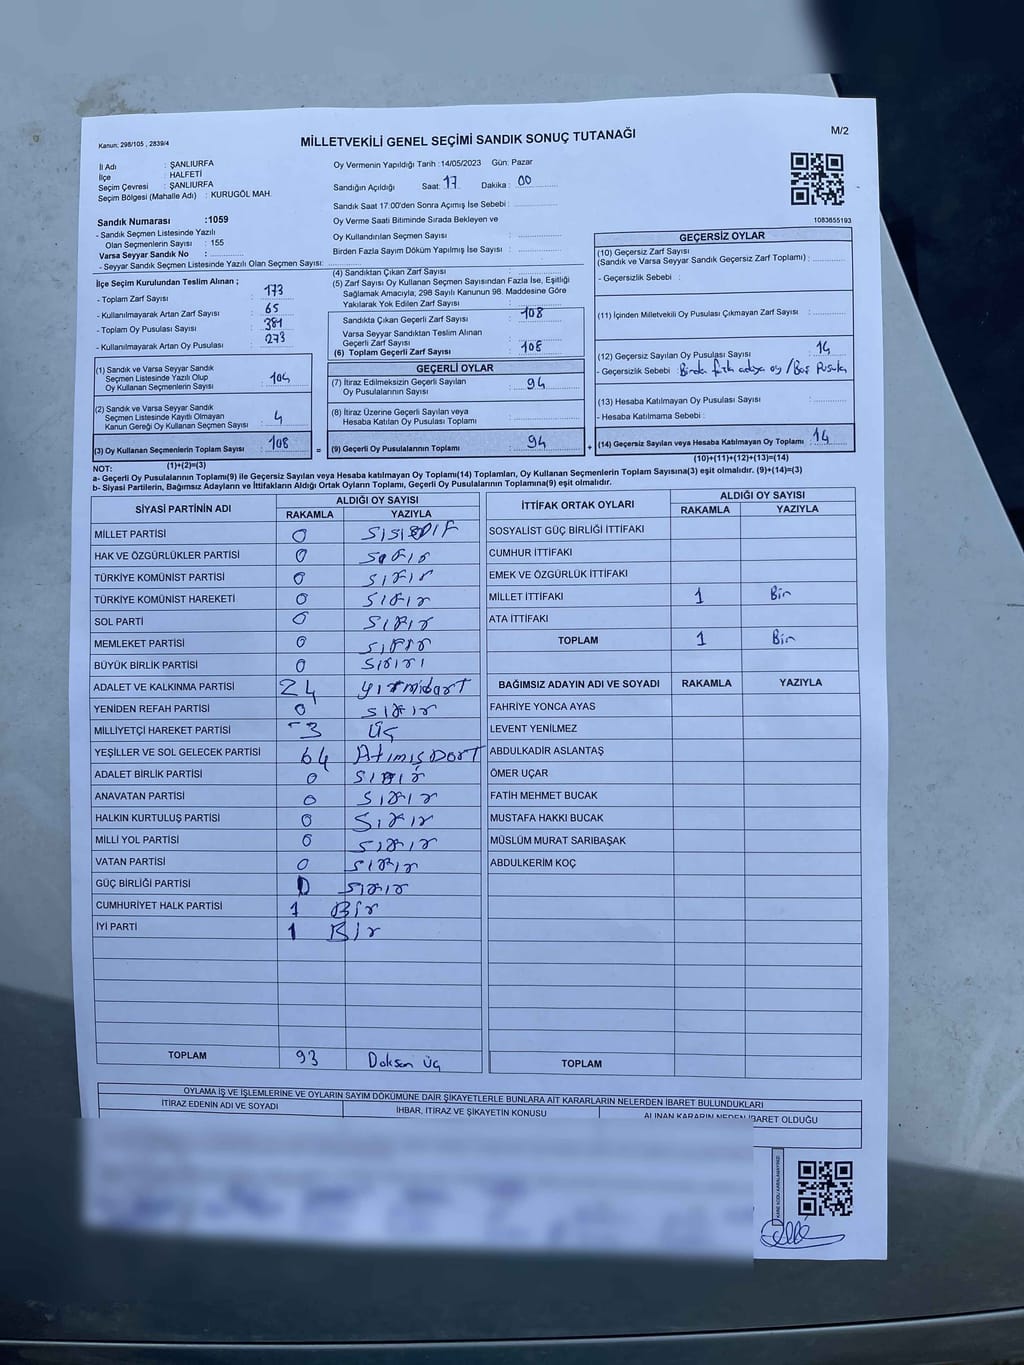 Kanun: 298/105 , 2839/4
MİLLETVEKİLİ GENEL SEÇİMİ SANDIK SONUÇ TUTANAĞI
M/2
İl Adı : ŞANLIURFA
İlçe : HALFETİ
Seçim Çevresi : ŞANLIURFA
Seçim Bölgesi (Mahalle Adı) : KURUGÖL MAH.
Sandık Numarası :1059
- Sandık Seçmen Listesinde Yazılı
Olan Seçmenlerin Sayısı : 155
Varsa Seyyar Sandık No :
- Seyyar Sandık Seçmen Listesinde Yazılı Olan Seçmen Sayısı:
Oy Vermenin Yapıldığı Tarih :14/05/2023 Gün: Pazar
Sandığın Açıldığı Saat: 17 Dakika : 00
Sandık Saat 17:00'den Sonra Açımış İse Sebebi :
Oy Verme Saati Bitiminde Sırada Bekleyen ve
Oy Kullandırılan Seçmen Sayısı :
Birden Fazla Sayım Döküm Yapılmış İse Sayısı :
1083855193
İlçe Seçim Kurulundan Teslim Alınan ;
- Toplam Zarf Sayısı : 173
- Kullanılmayarak Artan Zarf Sayısı : 65
- Toplam Oy Pusulası Sayısı : 381
- Kullanılmayarak Artan Oy Pusulası : 273
(1) Sandık ve Varsa Seyyar Sandık
Seçmen Listesinde Yazılı Olup
Oy Kullanan Seçmenlerin Sayısı : 104
(2) Sandık ve Varsa Seyyar Sandık
Seçmen Listesinde Kayıtlı Olmayan
Kanun Gereği Oy Kullanan Seçmen Sayısı : 4
(3) Oy Kullanan Seçmenlerin Toplam Sayısı : 108
(1)+(2)=(3)
(4) Sandıktan Çıkan Zarf Sayısı :
(5) Zarf Sayısı Oy Kullanan Seçmen Sayısından Fazla İse, Eşitliği
Sağlamak Amacıyla; 298 Sayılı Kanunun 98. Maddesine Göre
Yakılarak Yok Edilen Zarf Sayısı :
Sandıkta Çıkan Geçerli Zarf Sayısı : 108
Varsa Seyyar Sandıktan Teslim Alınan
Geçerli Zarf Sayısı :
(6) Toplam Geçerli Zarf Sayısı : 108
GEÇERLİ OYLAR
(7) İtiraz Edilmeksizin Geçerli Sayılan
Oy Pusulasının Sayısı : 94
(8) İtiraz Üzerine Geçerli Sayılan veya
Hesaba Katılan Oy Pusulası Sayısı :
= (9) Geçerli Oy Pusulalarının Toplamı : 94 +
GEÇERSİZ OYLAR
(10) Geçersiz Zarf Sayısı
(Sandık ve Varsa Seyyar Sandık Geçersiz Zarf Toplamı) :
- Geçersizlik Sebebi :
(11) İçinden Milletvekili Oy Pusulası Çıkmayan Zarf Sayısı :
(12) Geçersiz Sayılan Oy Pusulası Sayısı : 14
- Geçersizlik Sebebi : Birden fazla adaya oy / Boş Pusula
(13) Hesaba Katılmayan Oy Pusulası Sayısı :
- Hesaba Katılmama Sebebi :
(14) Geçersiz Sayılan veya Hesaba Katılmayan Oy Toplamı : 14
(10)+(11)+(12)+(13)=(14)
NOT:
a- Geçerli Oy Pusulalarının Toplamı(9) ile Geçersiz Sayılan veya Hesaba katılmayan Oy Toplamı(14) Toplamları, Oy Kullanan Seçmenlerin Toplam Sayısına(3) eşit olmalıdır. (9)+(14)=(3)
b- Siyasi Partilerin, Bağımsız Adayların ve İttifakların Aldığı Ortak Oyların Toplamı, Geçerli Oy Pusulalarının Toplamına(9) eşit olmalıdır.
SİYASİ PARTİNİN ADI ALDIĞI OY SAYISI
RAKAMLA YAZIYLA
MİLLET PARTİSİ 0
HAK VE ÖZGÜRLÜKLER PARTİSİ 0 sıfır
TÜRKİYE KOMÜNİST PARTİSİ 0 sıfır
TÜRKİYE KOMÜNİST HAREKETİ 0 sıfır
SOL PARTİ 0 sıfır
MEMLEKET PARTİSİ 0 sıfır
BÜYÜK BİRLİK PARTİSİ 0 sıfır
ADALET VE KALKINMA PARTİSİ 24 yirmidört
YENİDEN REFAH PARTİSİ 0 sıfır
MİLLİYETÇİ HAREKET PARTİSİ 3 üç
YEŞİLLER VE SOL GELECEK PARTİSİ 64 Atımış Dört
ADALET BİRLİK PARTİSİ 0 sıfır
ANAVATAN PARTİSİ 0 sıfır
HALKIN KURTULUŞ PARTİSİ 0 sıfır
MİLLİ YOL PARTİSİ 0 sıfır
VATAN PARTİSİ 0 sıfır
GÜÇ BİRLİĞİ PARTİSİ 0 sıfır
CUMHURİYET HALK PARTİSİ 1 Bir
İYİ PARTİ 1 Bir
TOPLAM 93 Doksan üç
İTTİFAK ORTAK OYLARI ALDIĞI OY SAYISI
RAKAMLA YAZIYLA
SOSYALİST GÜÇ BİRLİĞİ İTTİFAKI
CUMHUR İTTİFAKI
EMEK VE ÖZGÜRLÜK İTTİFAKI
MİLLET İTTİFAKI 1 Bir
ATA İTTİFAKI
TOPLAM 1 Bir
BAĞIMSIZ ADAYIN ADI VE SOYADI RAKAMLA YAZIYLA
FAHRİYE YONCA AYAS
LEVENT YENİLMEZ
ABDULKADİR ASLANTAŞ
ÖMER UÇAR
FATİH MEHMET BUCAK
MUSTAFA HAKKI BUCAK
MÜSLÜM MURAT SARIBAŞAK
ABDULKERİM KOÇ
TOPLAM
OYLAMA İŞ VE İŞLEMLERİNE VE OYLARIN SAYIM DÖKÜMÜNE DAİR ŞİKAYETLERLE BUNLARA AİT KARARLARIN NELERDEN İBARET BULUNDUKLARI
İTİRAZ EDENİN ADI VE SOYADI İHBAR, İTİRAZ VE ŞİKAYETİN KONUSU ALINAN KARARIN NEDEN İBARET OLDUĞU